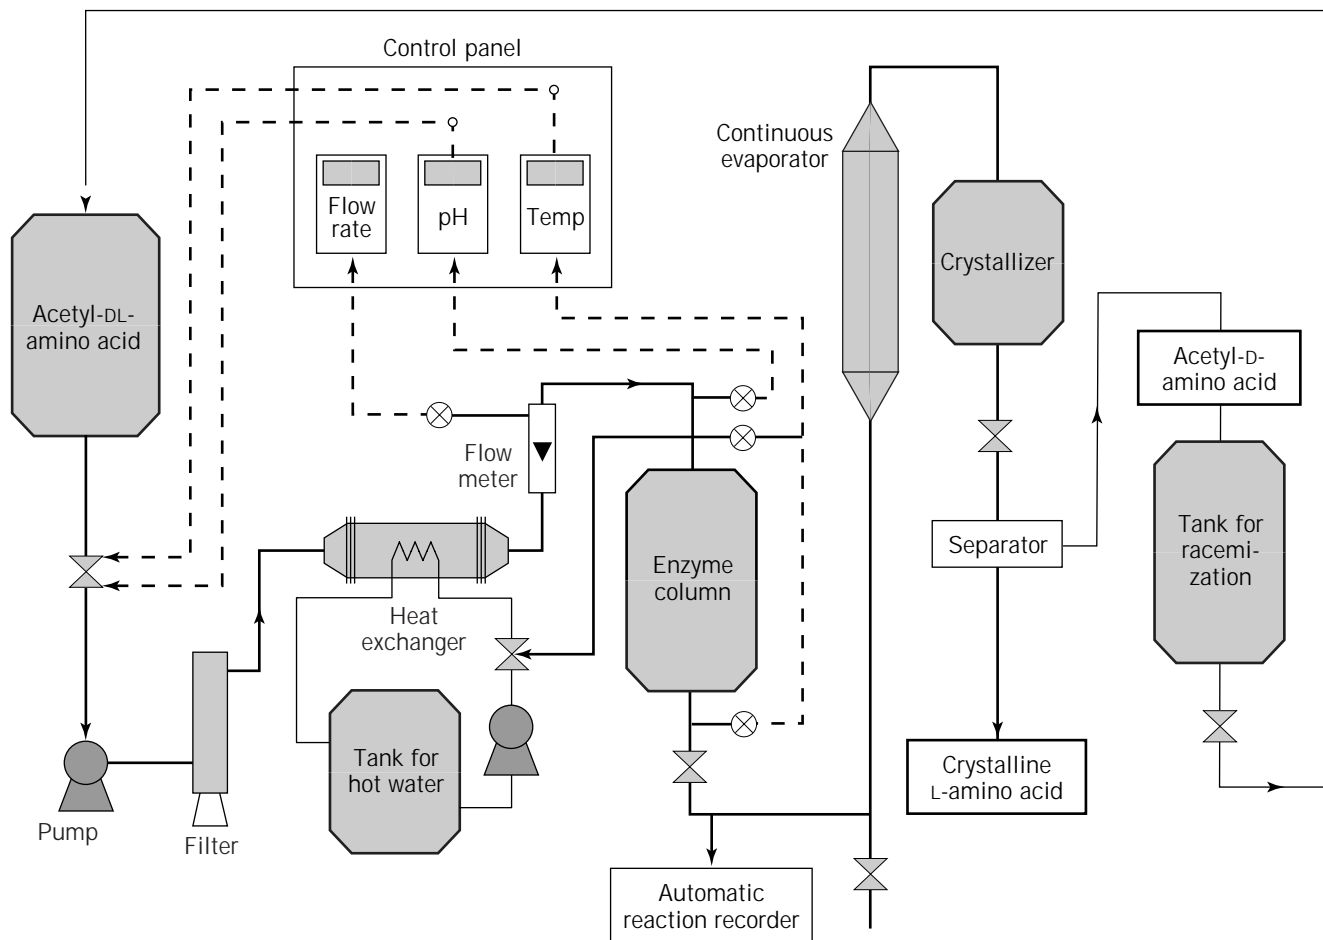 Control panel
Continuous
evaporator
Flow
rate
pH
Temp
Crystallizer
Acetyl-DL-
amino acid
Acetyl-D-
amino acid
Flow
meter
Separator
Tank for
racemi-
zation
Enzyme
column
Heat
exchanger
Tank for
hot water
Crystalline
L-amino acid
Pump
Filter
Automatic
reaction recorder